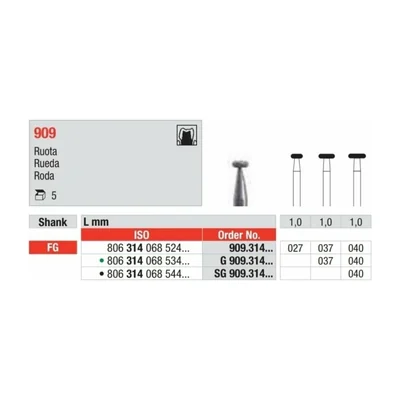 909
Ruota
Rueda
Roda
5
Shank L mm 1,0 1,0 1,0
ISO Order No.
FG 806 314 068 524... 909.314... 027 037 040
• 806 314 068 534... G 909.314... 037 040
• 806 314 068 544... SG 909.314... 040